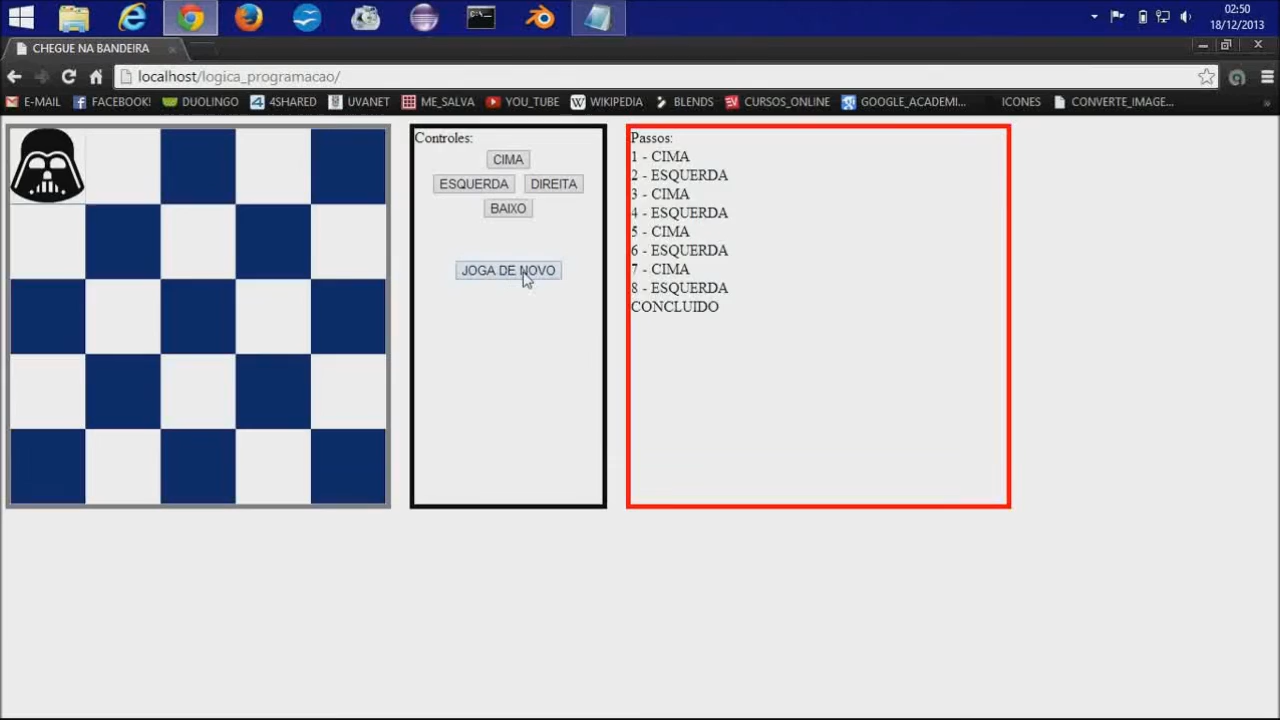 02:50
18/12/2013
CHEGUE NA BANDEIRA
localhost/logica_programacao/
E-MAIL FACEBOOK! DUOLINGO 4SHARED UVANET ME_SALVA YOU_TUBE WIKIPEDIA BLENDS CURSOS_ONLINE GOOGLE_ACADEMI... ICONES CONVERTE_IMAGE...
Controles:
CIMA
ESQUERDA DIREITA
BAIXO
JOGA DE NOVO
Passos:
1 - CIMA
2 - ESQUERDA
3 - CIMA
4 - ESQUERDA
5 - CIMA
6 - ESQUERDA
7 - CIMA
8 - ESQUERDA
CONCLUIDO